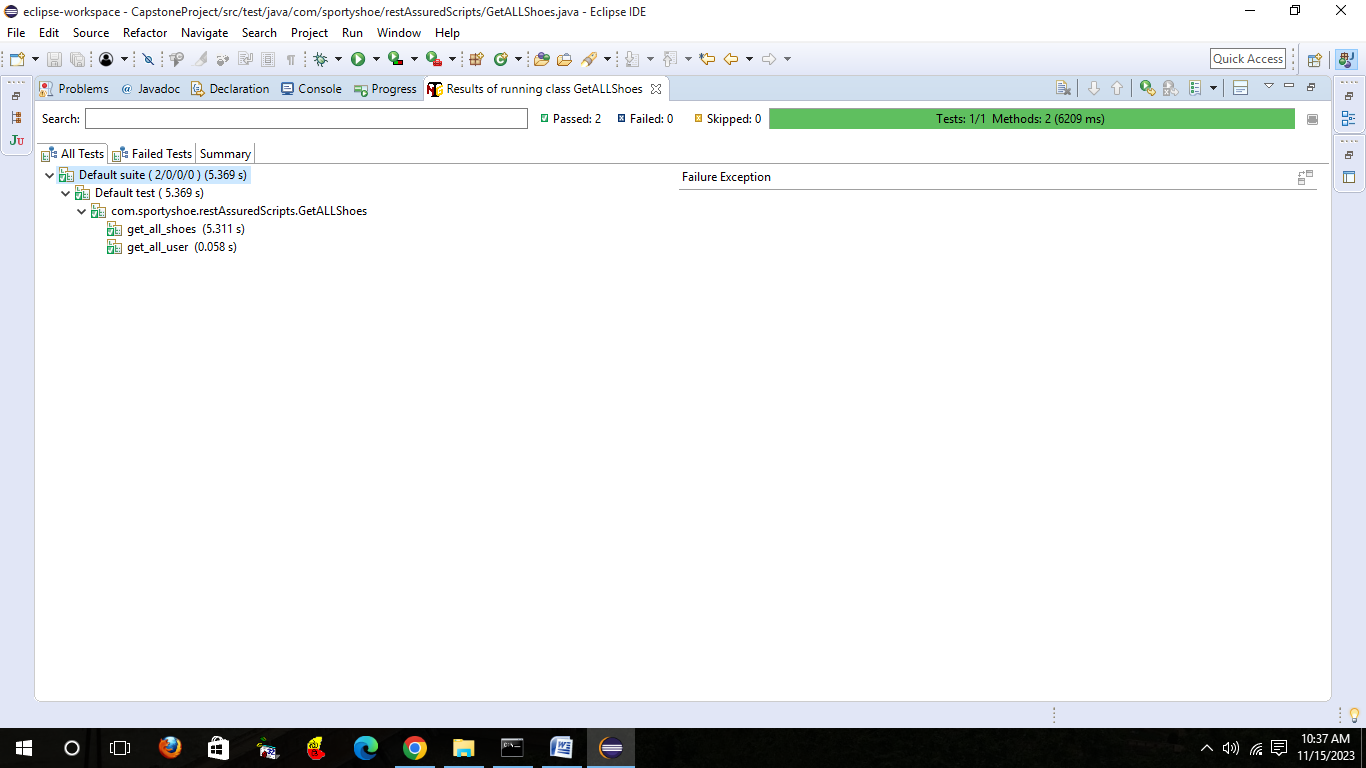 eclipse-workspace - CapstoneProject/src/test/java/com/sportyshoe/restAssuredScripts/GetALLShoes.java - Eclipse IDE
File Edit Source Refactor Navigate Search Project Run Window Help
Quick Access
Problems @ Javadoc Declaration Console Progress Results of running class GetALLShoes
Search: Passed: 2 Failed: 0 Skipped: 0 Tests: 1/1 Methods: 2 (6209 ms)
All Tests Failed Tests Summary
Default suite ( 2/0/0/0 ) (5.369 s)
Failure Exception
Default test ( 5.369 s)
com.sportyshoe.restAssuredScripts.GetALLShoes
get_all_shoes (5.311 s)
get_all_user (0.058 s)
10:37 AM
11/15/2023